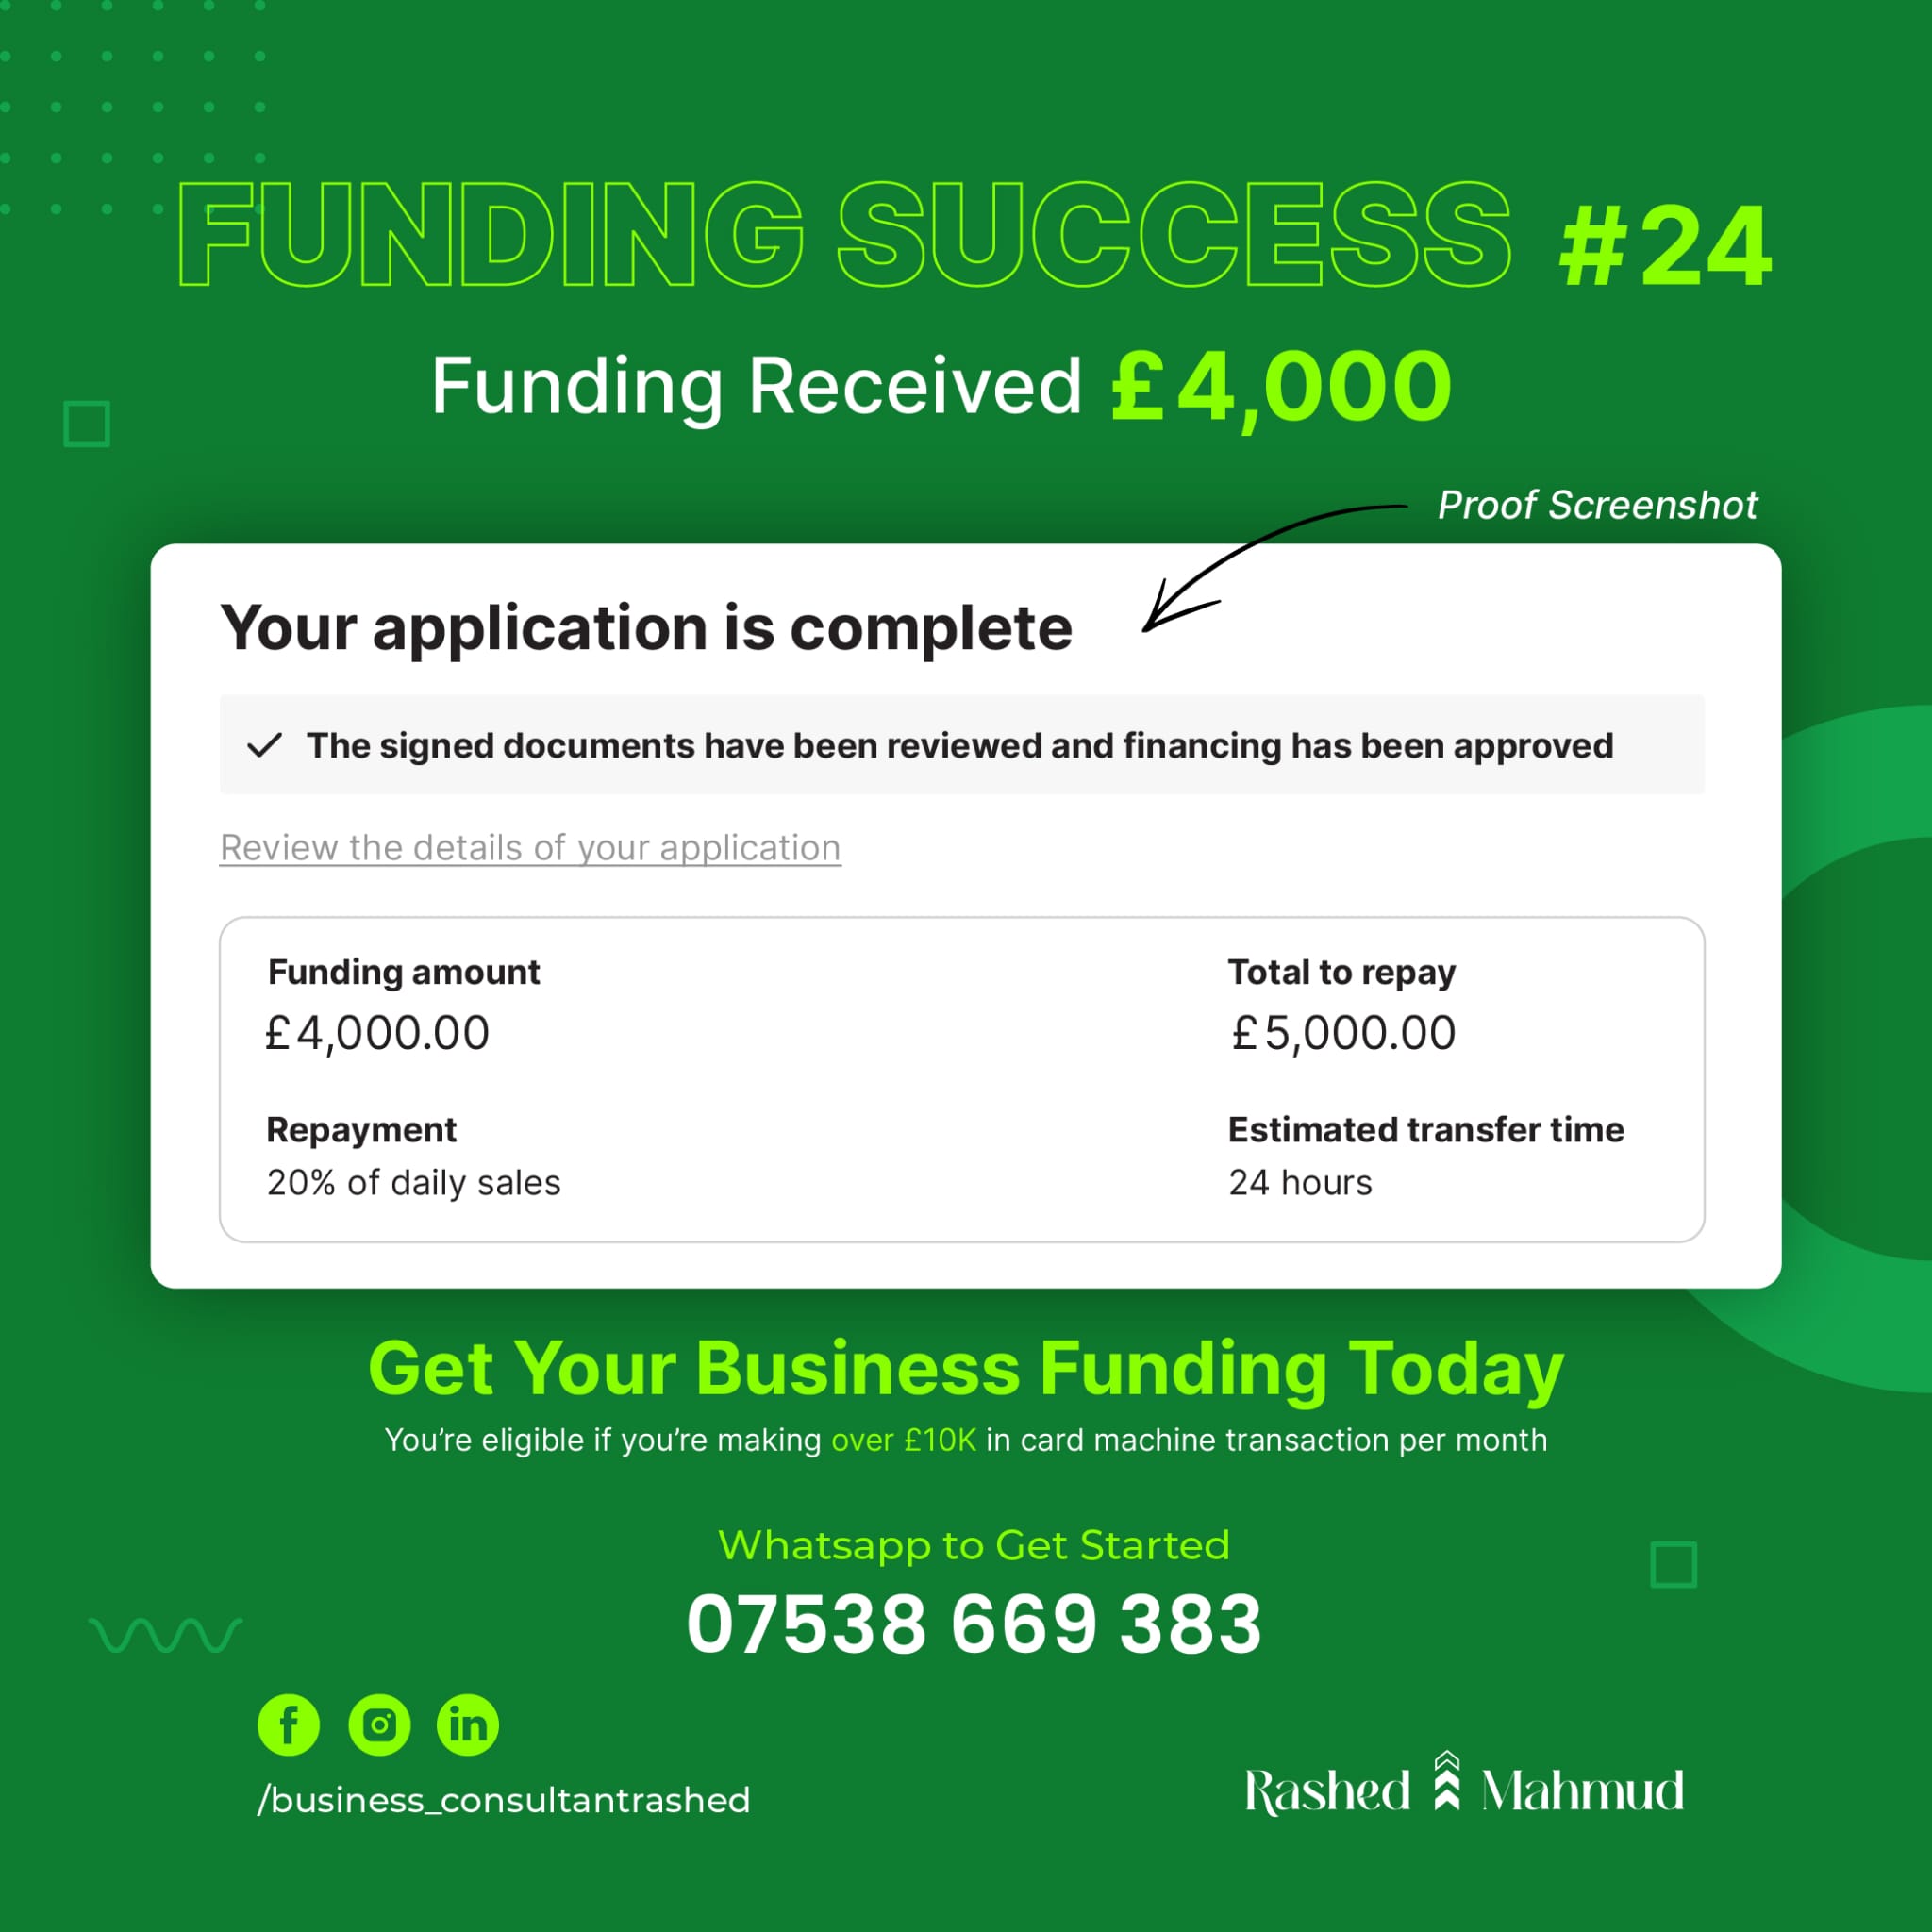 FUNDING SUCCESS #24
Funding Received £4,000
Proof Screenshot
Your application is complete
The signed documents have been reviewed and financing has been approved
Review the details of your application
Funding amount
£4,000.00
Total to repay
£5,000.00
Repayment
20% of daily sales
Estimated transfer time
24 hours
Get Your Business Funding Today
You're eligible if you're making over £10K in card machine transaction per month
Whatsapp to Get Started
07538 669 383
/business_consultantrashed
Rashed Mahmud